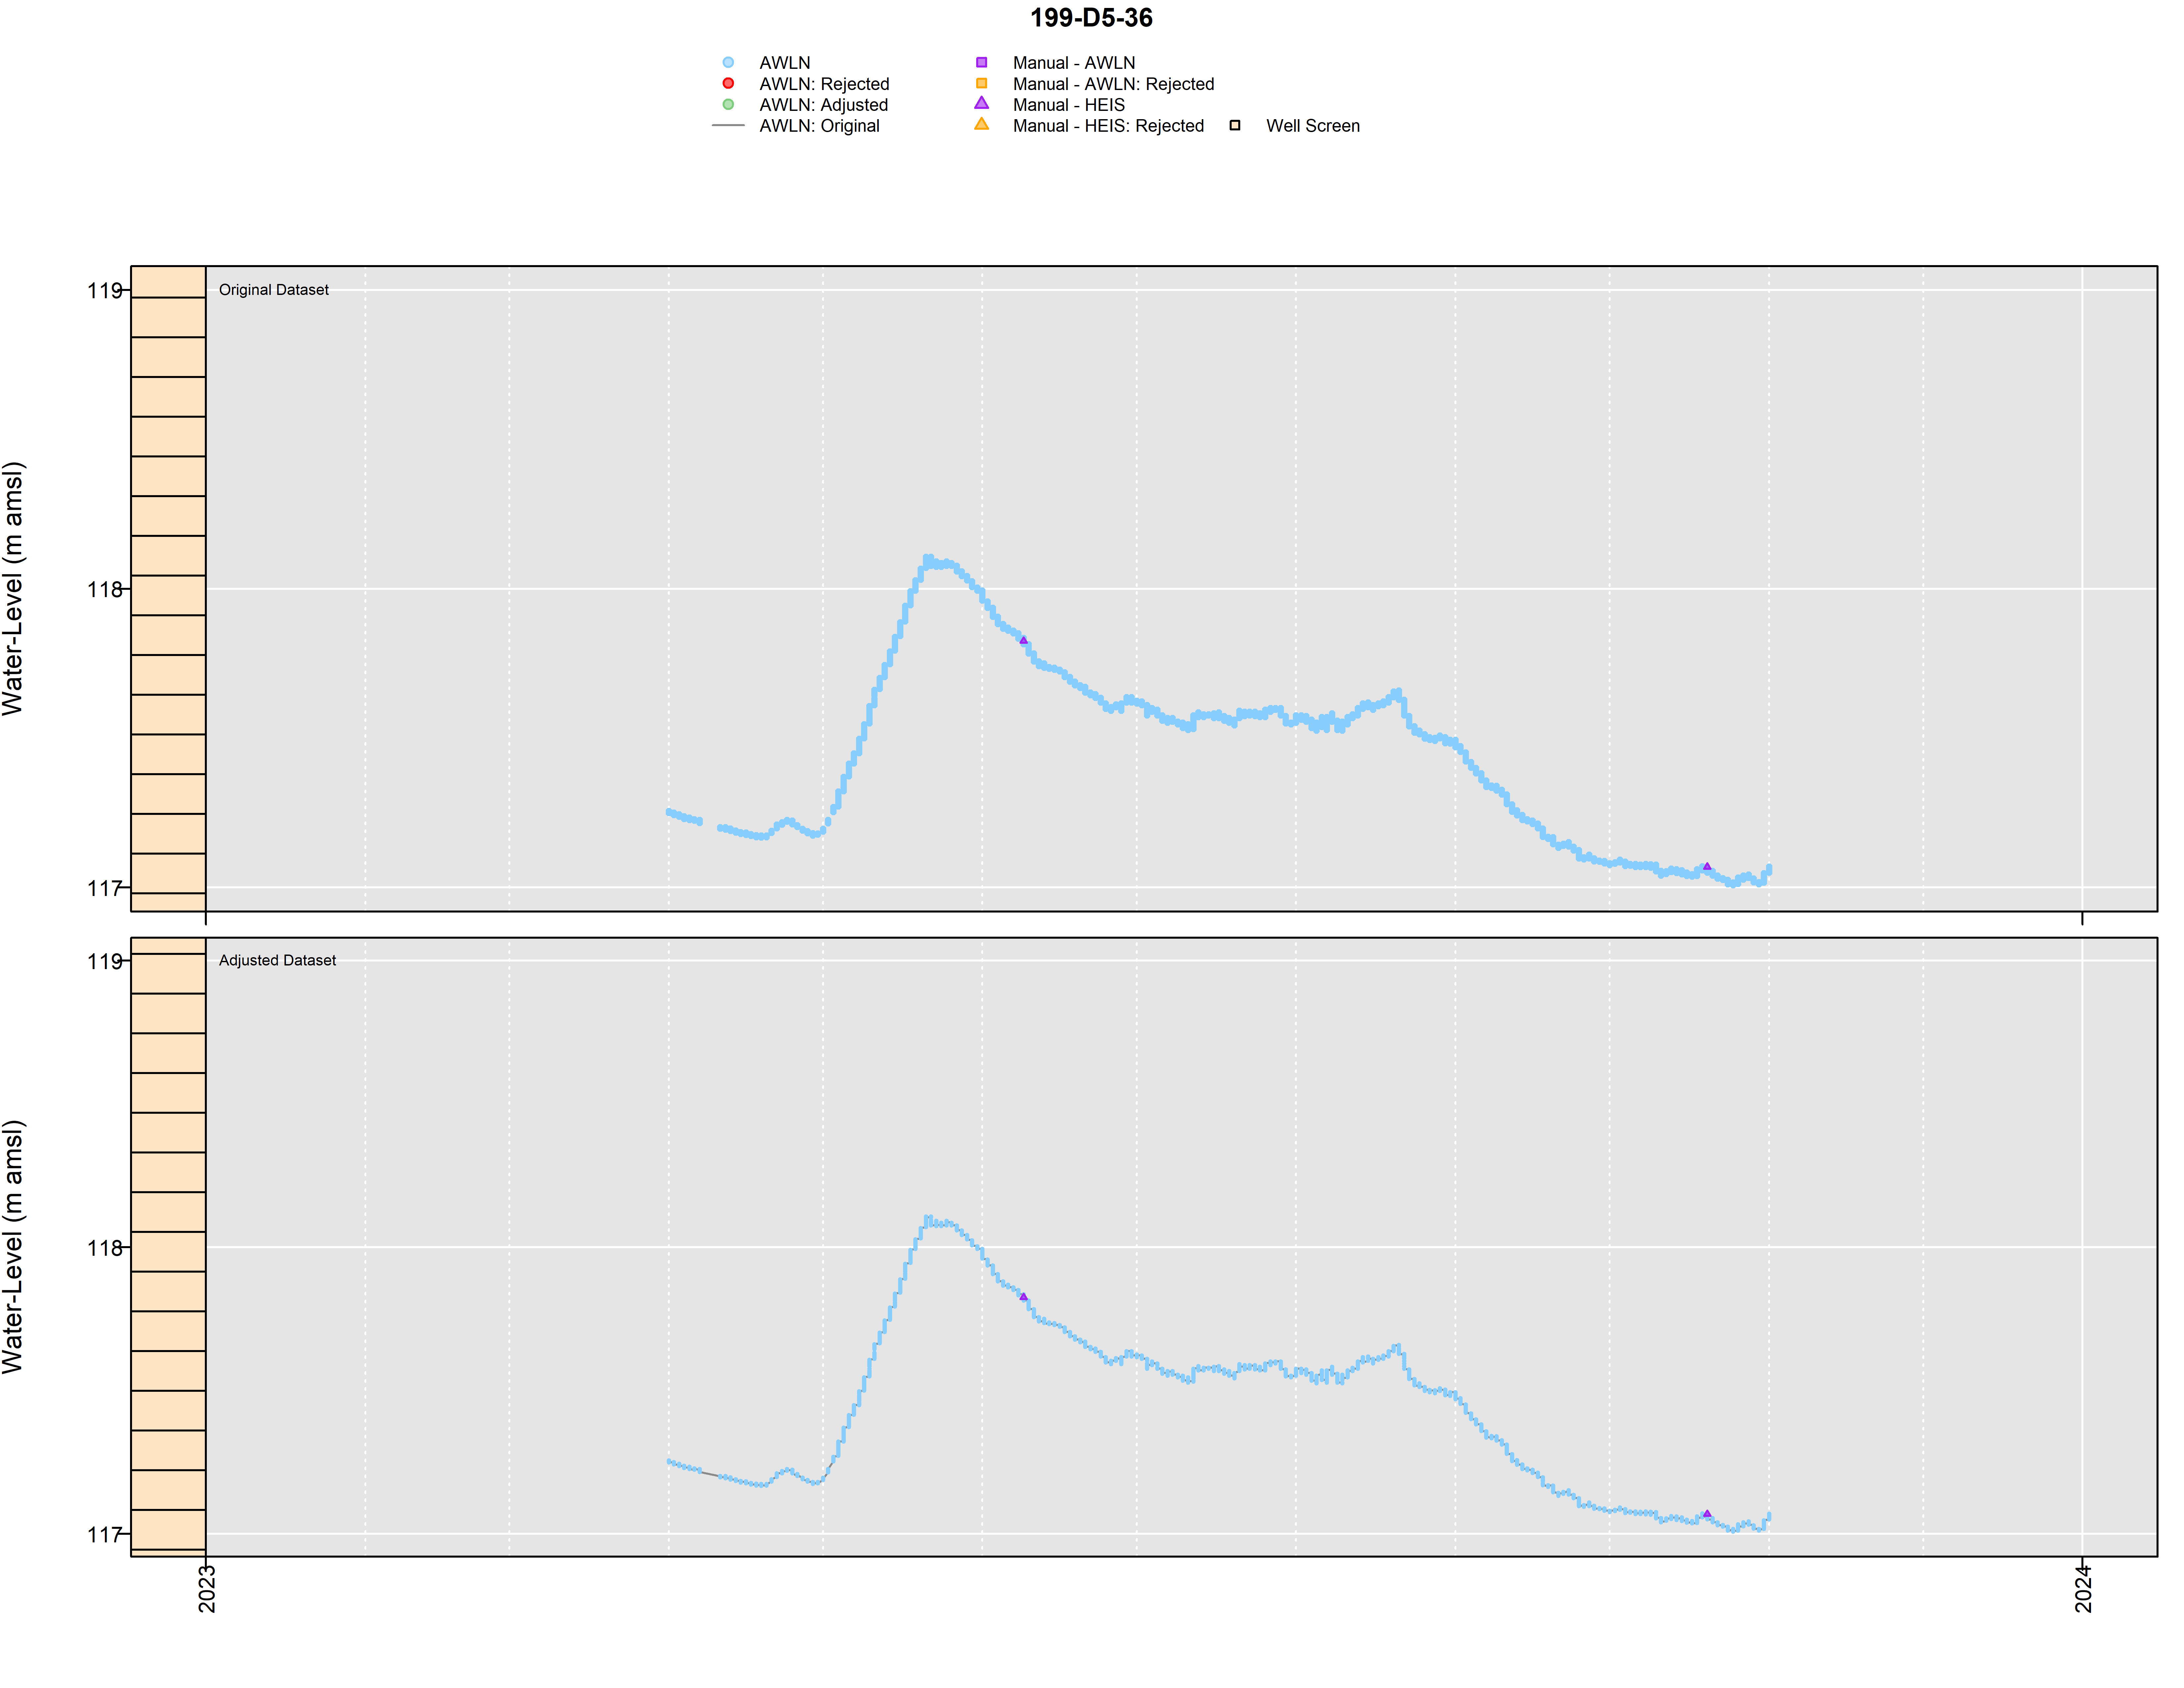 199-D5-36
AWLN
AWLN: Rejected
AWLN: Adjusted
AWLN: Original
Manual - AWLN
Manual - AWLN: Rejected
Manual - HEIS
Manual - HEIS: Rejected
Well Screen
Water-Level (m amsl)
119
118
117
Original Dataset
Water-Level (m amsl)
119
118
117
Adjusted Dataset
2023
2024